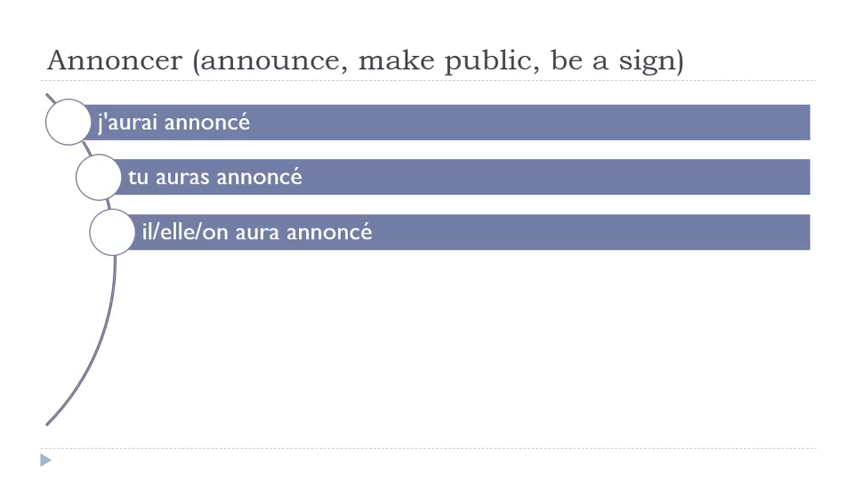 Annoncer (announce, make public, be a sign)
j'aurai annoncé
tu auras annoncé
il/elle/on aura annoncé